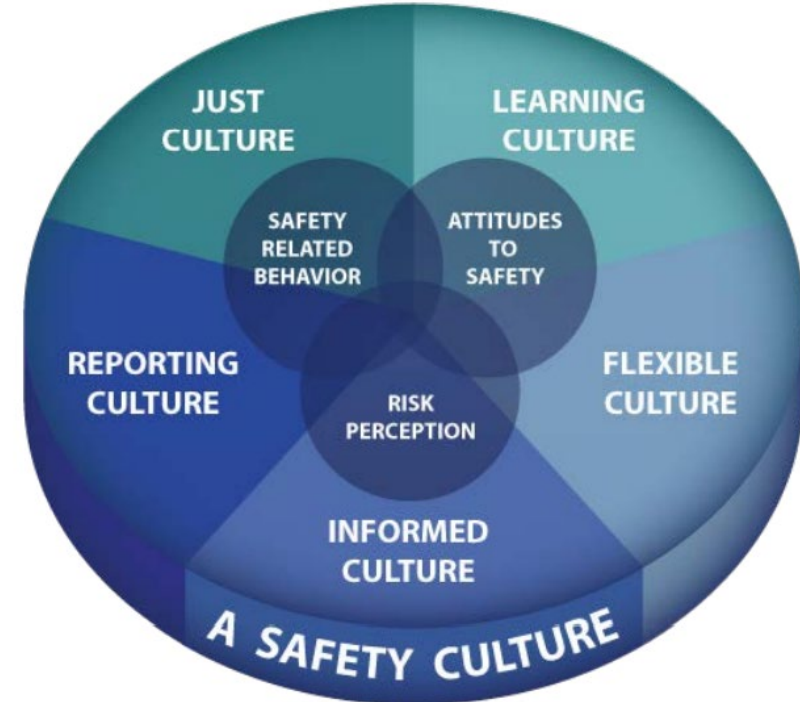 JUST
CULTURE
LEARNING
CULTURE
SAFETY
RELATED
BEHAVIOR
ATTITUDES
TO
SAFETY
REPORTING
CULTURE
FLEXIBLE
CULTURE
RISK
PERCEPTION
INFORMED
CULTURE
A SAFETY CULTURE